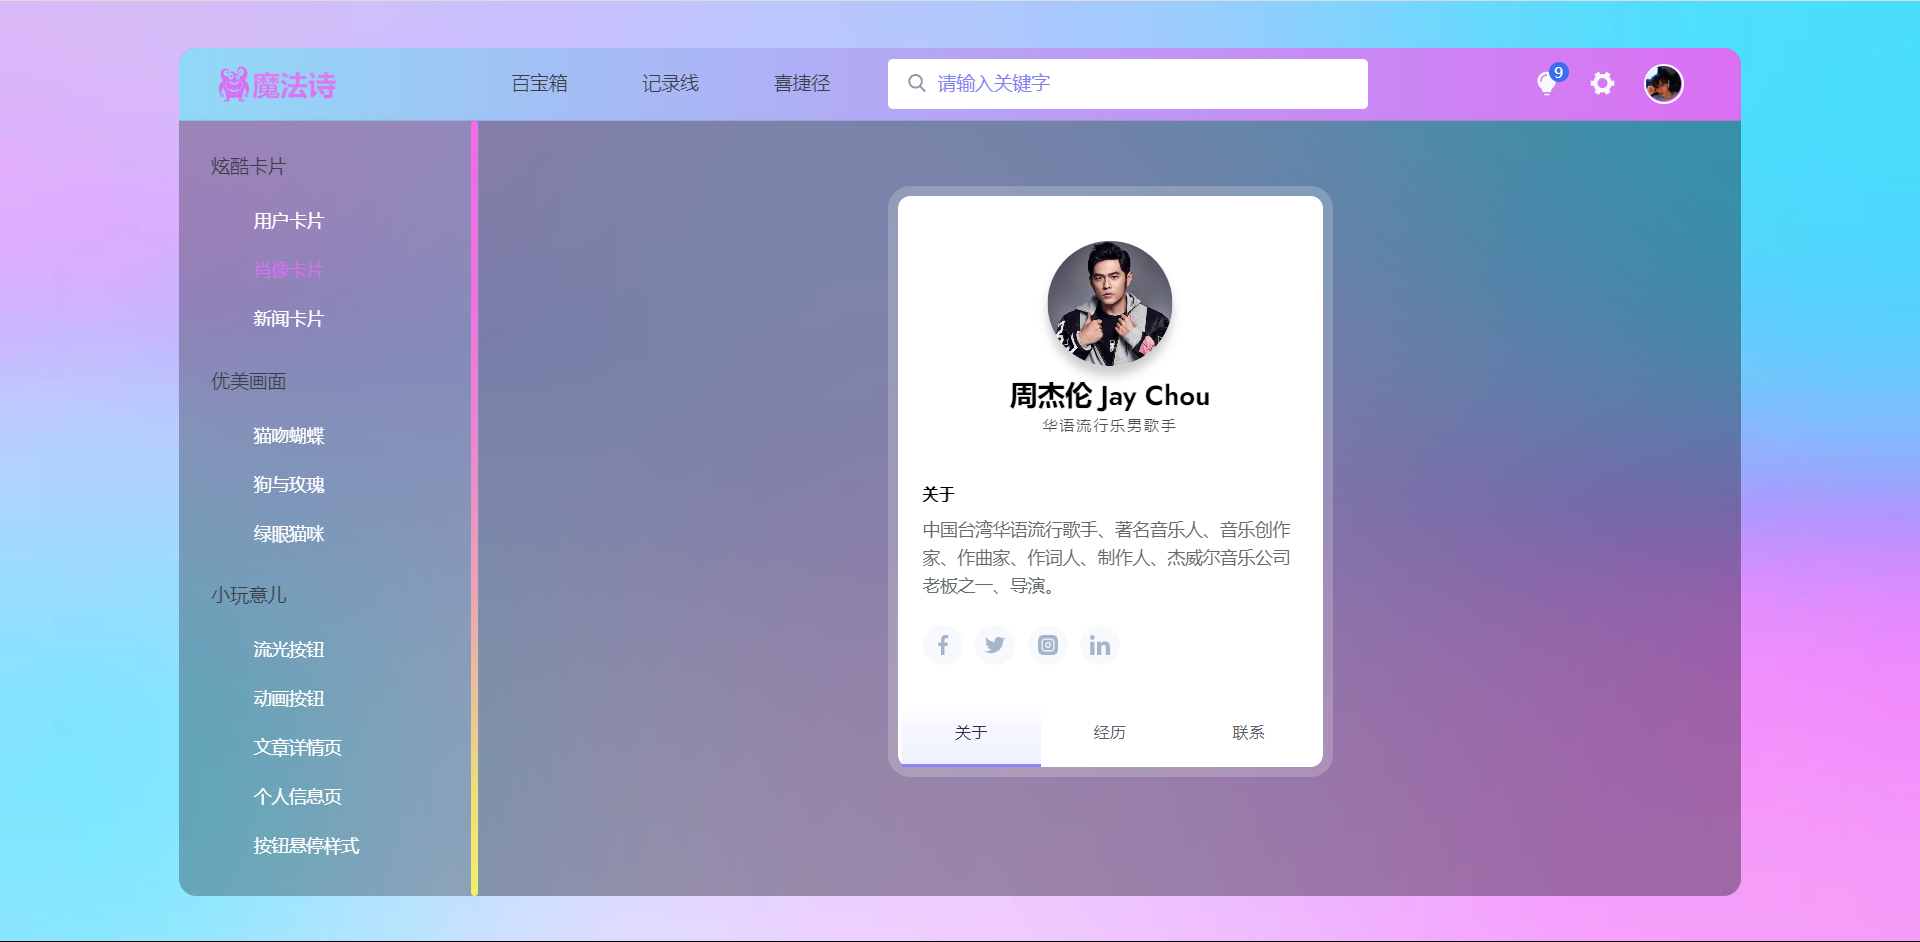 魔法诗
百宝箱
记录线
喜捷径
请输入关键字
9
炫酷卡片
用户卡片
肖像卡片
新闻卡片
优美画面
猫吻蝴蝶
狗与玫瑰
绿眼猫咪
小玩意儿
流光按钮
动画按钮
文章详情页
个人信息页
按钮悬停样式
周杰伦 Jay Chou
华语流行乐男歌手
关于
中国台湾华语流行歌手、著名音乐人、音乐创作
家、作曲家、作词人、制作人、杰威尔音乐公司
老板之一、导演。
关于
经历
联系